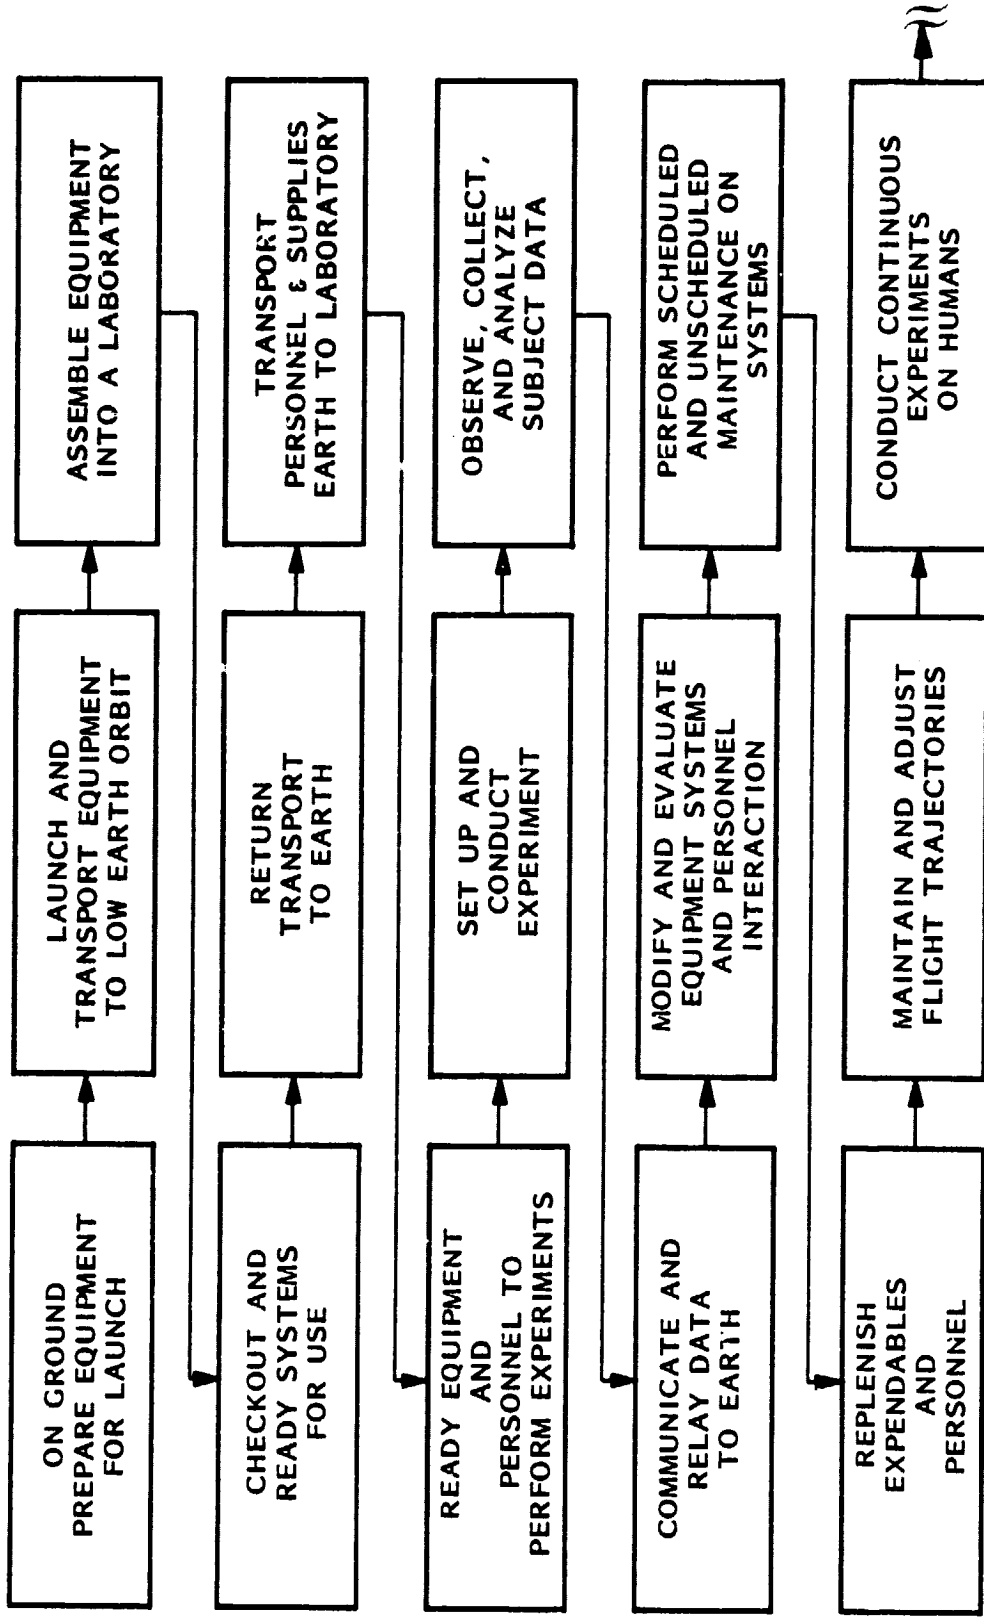 ON GROUND
PREPARE EQUIPMENT
FOR LAUNCH
LAUNCH AND
TRANSPORT EQUIPMENT
TO LOW EARTH ORBIT
ASSEMBLE EQUIPMENT
INTO A LABORATORY
CHECKOUT AND
READY SYSTEMS
FOR USE
RETURN
TRANSPORT
TO EARTH
TRANSPORT
PERSONNEL & SUPPLIES
EARTH TO LABORATORY
READY EQUIPMENT
AND
PERSONNEL TO
PERFORM EXPERIMENTS
SET UP AND
CONDUCT
EXPERIMENT
OBSERVE, COLLECT,
AND ANALYZE
SUBJECT DATA
COMMUNICATE AND
RELAY DATA
TO EARTH
MODIFY AND EVALUATE
EQUIPMENT SYSTEMS
AND PERSONNEL
INTERACTION
PERFORM SCHEDULED
AND UNSCHEDULED
MAINTENANCE ON
SYSTEMS
REPLENISH
EXPENDABLES
AND
PERSONNEL
MAINTAIN AND ADJUST
FLIGHT TRAJECTORIES
CONDUCT CONTINUOUS
EXPERIMENTS
ON HUMANS